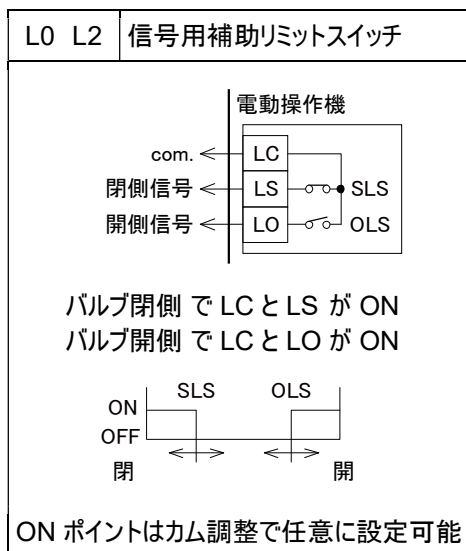 L0 L2 信号用補助リミットスイッチ
電動操作機
com. LC
閉側信号 LS SLS
開側信号 LO OLS
バルブ閉側 で LC と LS が ON
バルブ開側 で LC と LO が ON
SLS OLS
ON
OFF
閉 開
ON ポイントはカム調整で任意に設定可能